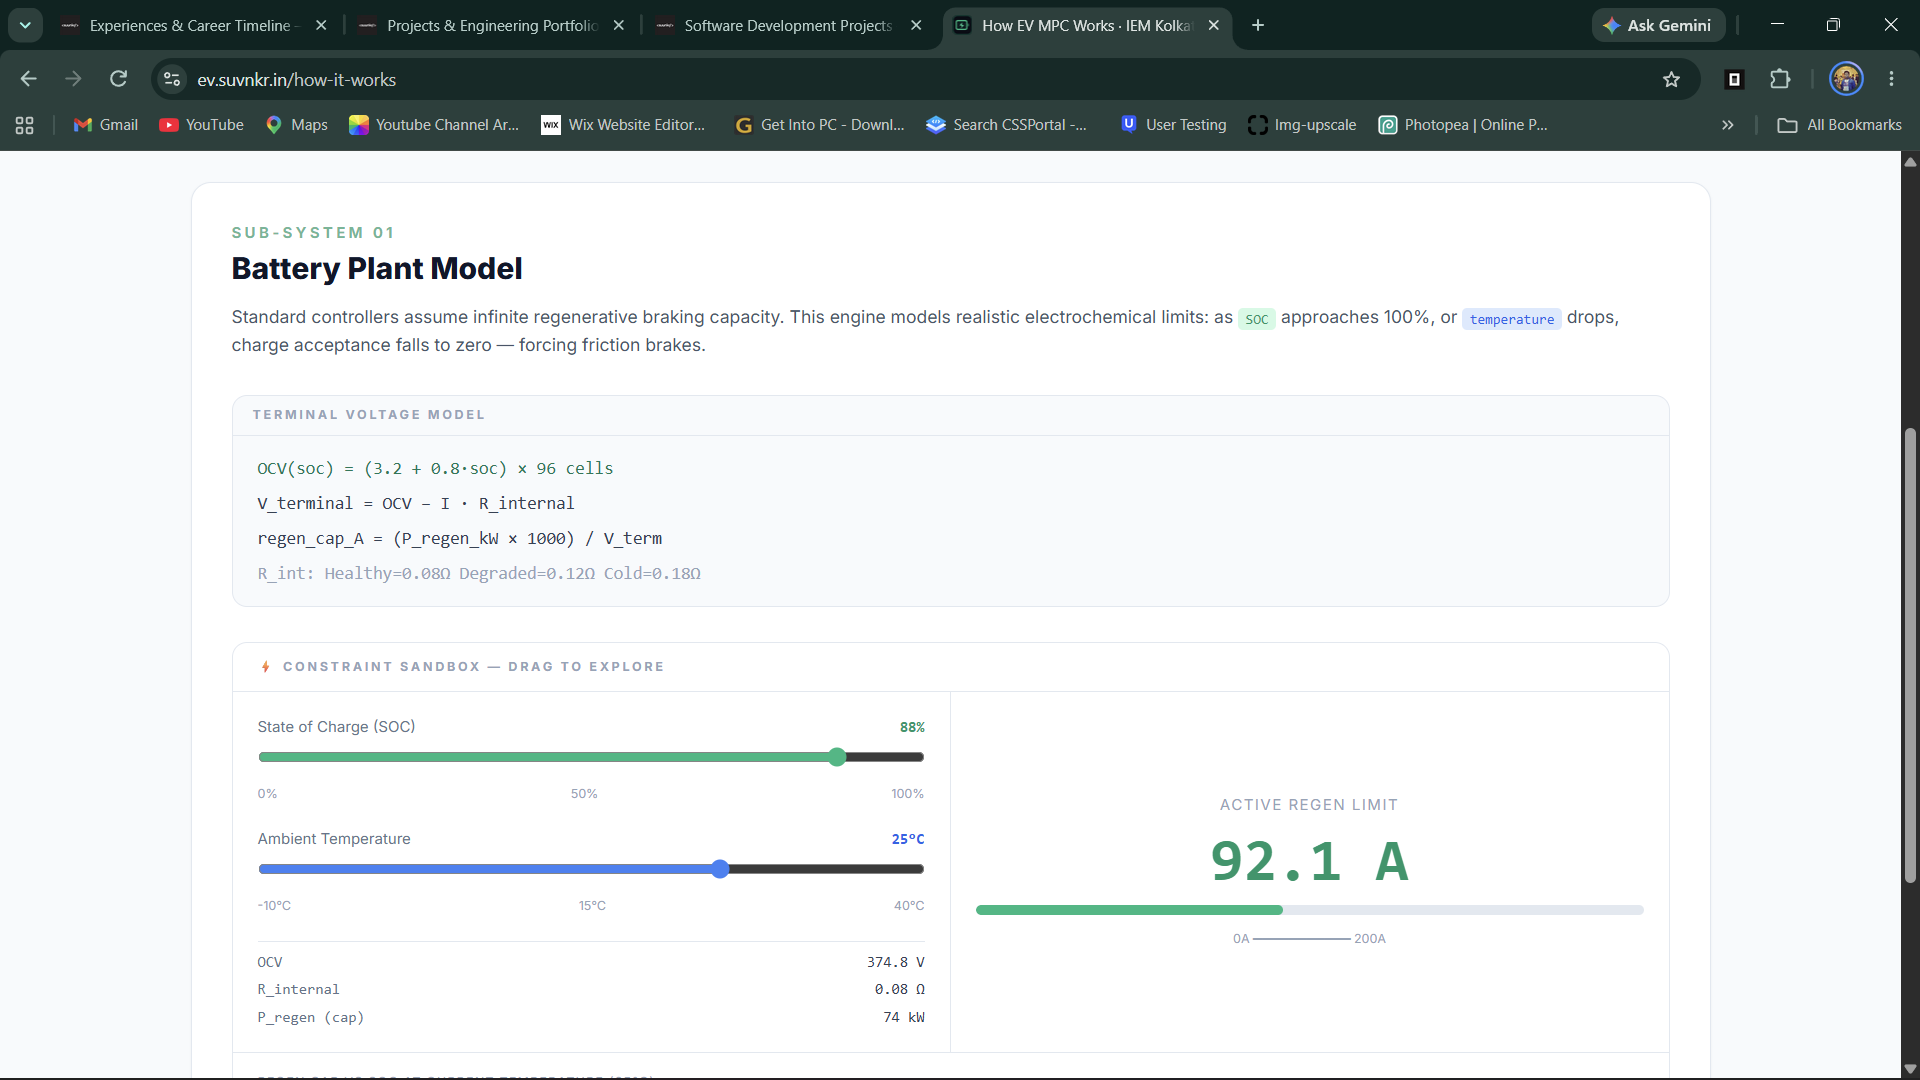 Experiences & Career Timeline -
Projects & Engineering Portfolio
Software Development Projects
How EV MPC Works · IEM Kolka
Ask Gemini
ev.suvnkr.in/how-it-works
Gmail
YouTube
Maps
Youtube Channel Ar...
WIX
Wix Website Editor...
Get Into PC - Downl...
Search CSSPortal -...
User Testing
Img-upscale
Photopea | Online P...
All Bookmarks
SUB-SYSTEM 01
Battery Plant Model
Standard controllers assume infinite regenerative braking capacity. This engine models realistic electrochemical limits: as SOC approaches 100%, or temperature drops,
charge acceptance falls to zero — forcing friction brakes.
TERMINAL VOLTAGE MODEL
OCV(soc) = (3.2 + 0.8·soc) × 96 cells
V_terminal = OCV – I · R_internal
regen_cap_A = (P_regen_kW × 1000) / V_term
R_int: Healthy=0.08Ω Degraded=0.12Ω Cold=0.18Ω
CONSTRAINT SANDBOX — DRAG TO EXPLORE
State of Charge (SOC)
88%
0%
50%
100%
Ambient Temperature
25°C
-10°C
15°C
40°C
OCV
374.8 V
R_internal
0.08 Ω
P_regen (cap)
74 kW
ACTIVE REGEN LIMIT
92.1 A
0A
200A